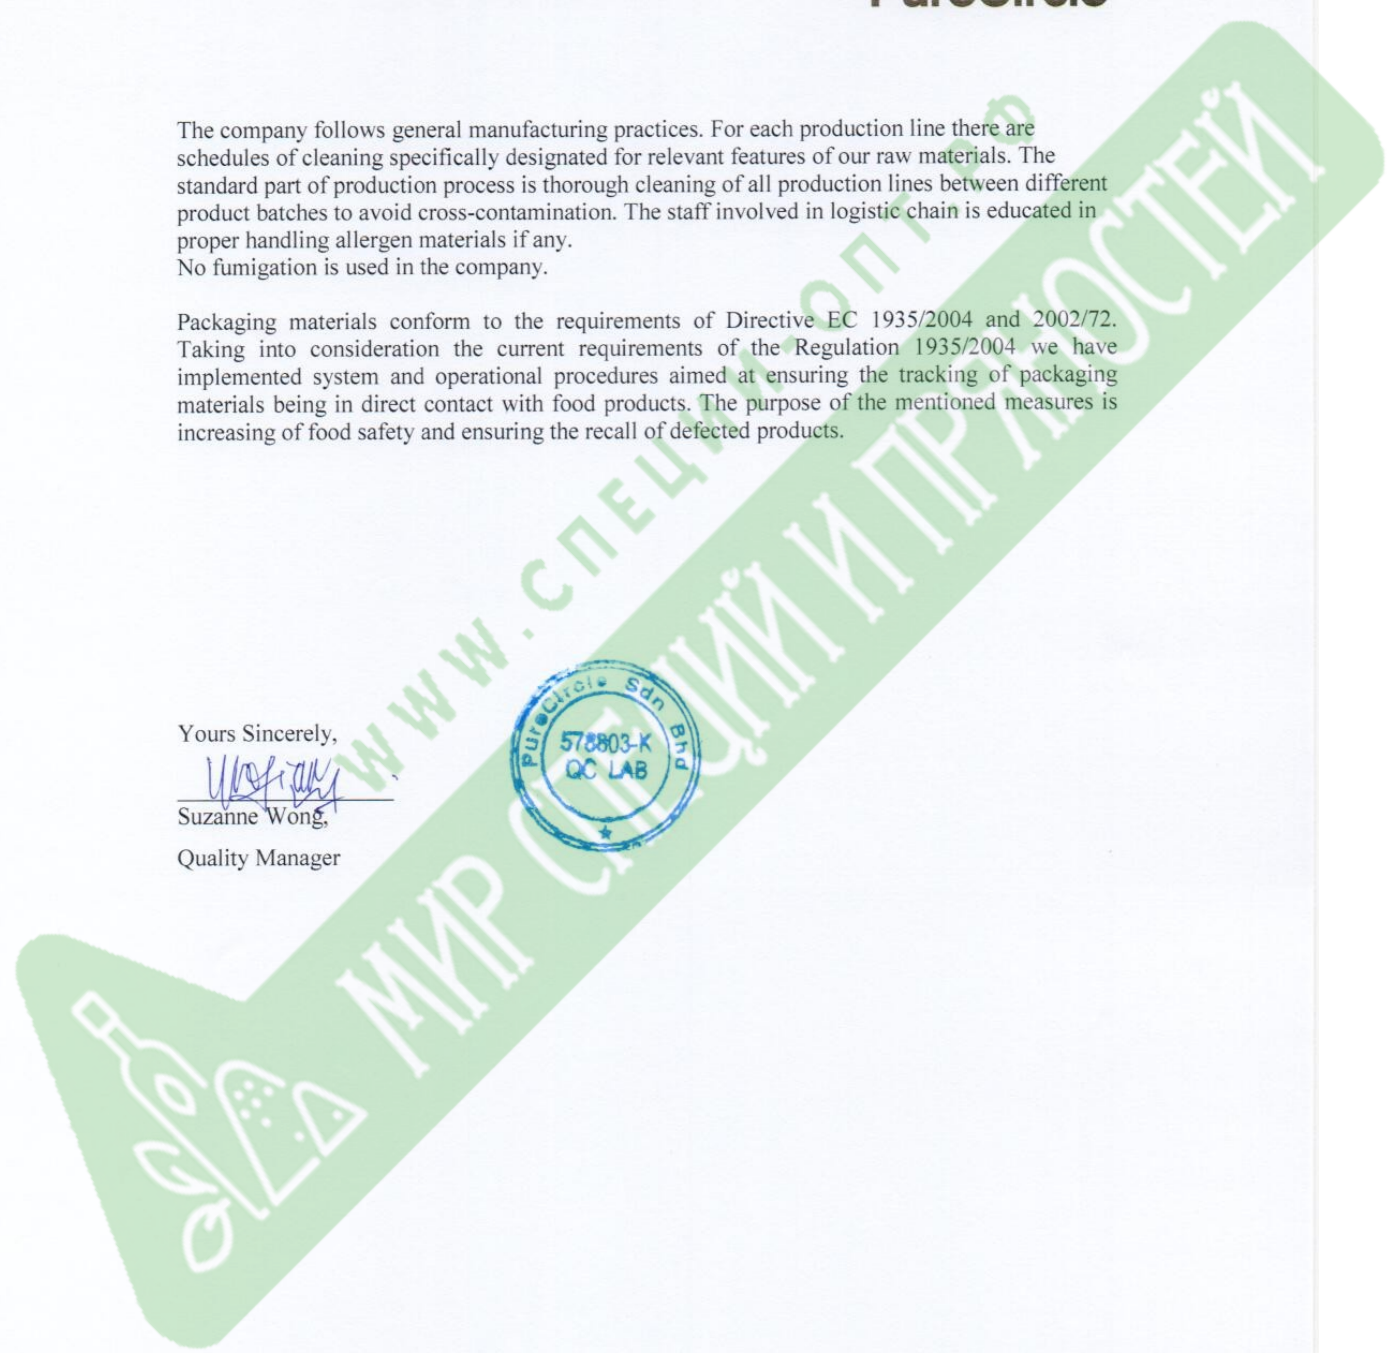 PureCircle
The company follows general manufacturing practices. For each production line there are
schedules of cleaning specifically designated for relevant features of our raw materials. The
standard part of production process is thorough cleaning of all production lines between different
product batches to avoid cross-contamination. The staff involved in logistic chain is educated in
proper handling allergen materials if any.
No fumigation is used in the company.
Packaging materials conform to the requirements of Directive EC 1935/2004 and 2002/72.
Taking into consideration the current requirements of the Regulation 1935/2004 we have
implemented system and operational procedures aimed at ensuring the tracking of packaging
materials being in direct contact with food products. The purpose of the mentioned measures is
increasing of food safety and ensuring the recall of defected products.
WWW.СПЕЦИИ-ОПТ.РФ
МИР СПЕЦИЙ И ПРЯНОСТЕЙ
Yours Sincerely,
Suzanne Wong,
Quality Manager
PureCircle Sdn Bhd
578803-K
QC LAB